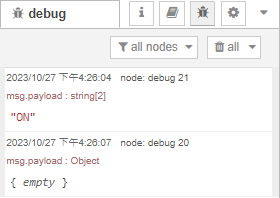 debug
all nodes
all
2023/10/27 下午4:26:04 node: debug 21
msg.payload : string[2]
"ON"
2023/10/27 下午4:26:07 node: debug 20
msg.payload : Object
{ empty }